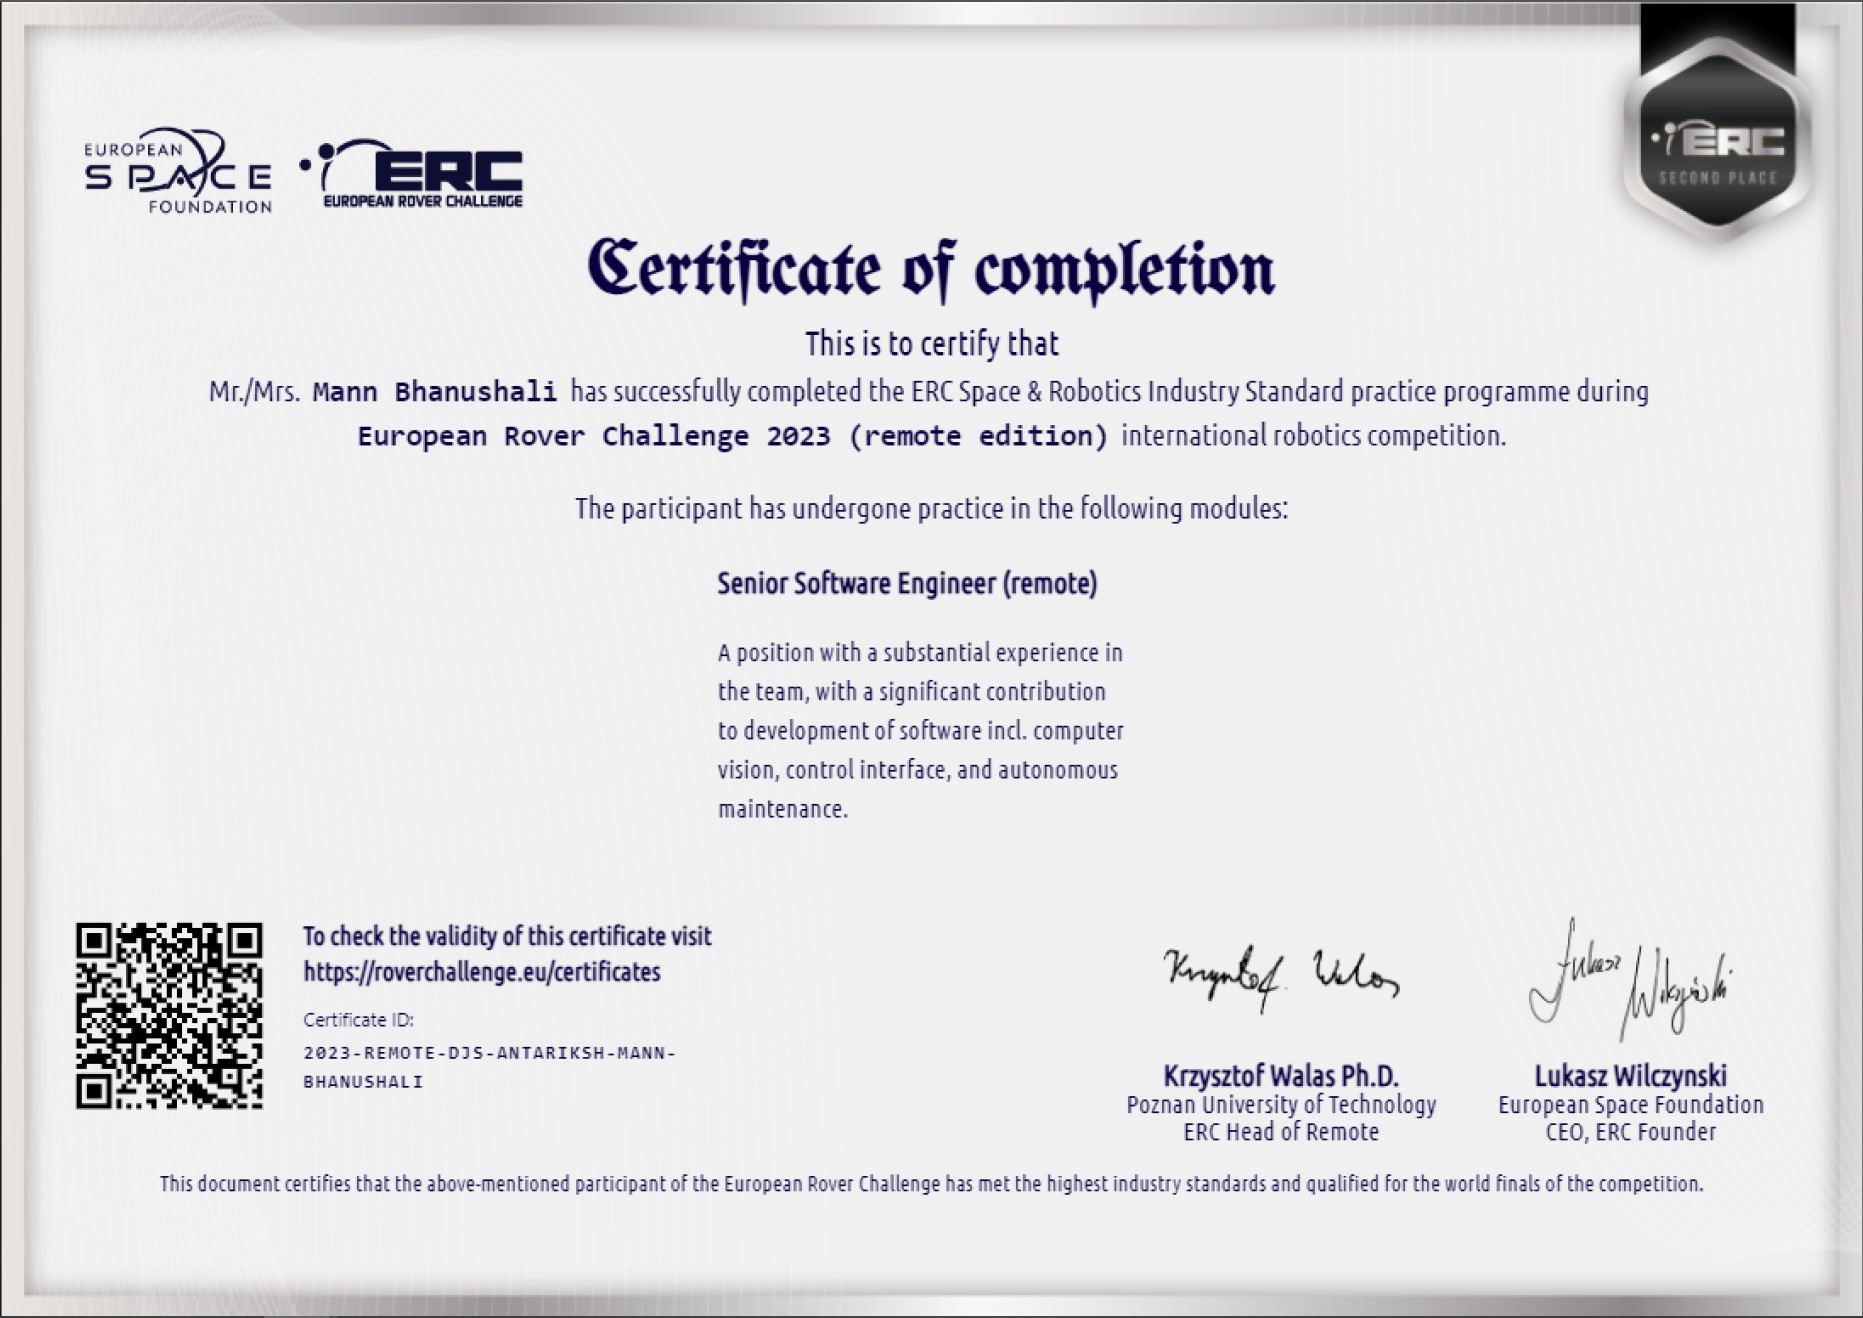 EUROPEAN
SPACE
FOUNDATION
ERC
EUROPEAN ROVER CHALLENGE
ERC
SECOND PLACE
Certificate of completion
This is to certify that
Mr./Mrs. Mann Bhanushali has successfully completed the ERC Space & Robotics Industry Standard practice programme during
European Rover Challenge 2023 (remote edition) international robotics competition.
The participant has undergone practice in the following modules:
Senior Software Engineer (remote)
A position with a substantial experience in
the team, with a significant contribution
to development of software incl. computer
vision, control interface, and autonomous
maintenance.
To check the validity of this certificate visit
https://roverchallenge.eu/certificates
Certificate ID:
2023-REMOTE-DJS-ANTARIKSH-MANN-
BHANUSHALI
Krzysztof Walas
Lukasz Wilczyński
Krzysztof Walas Ph.D.
Poznan University of Technology
ERC Head of Remote
Lukasz Wilczynski
European Space Foundation
CEO, ERC Founder
This document certifies that the above-mentioned participant of the European Rover Challenge has met the highest industry standards and qualified for the world finals of the competition.